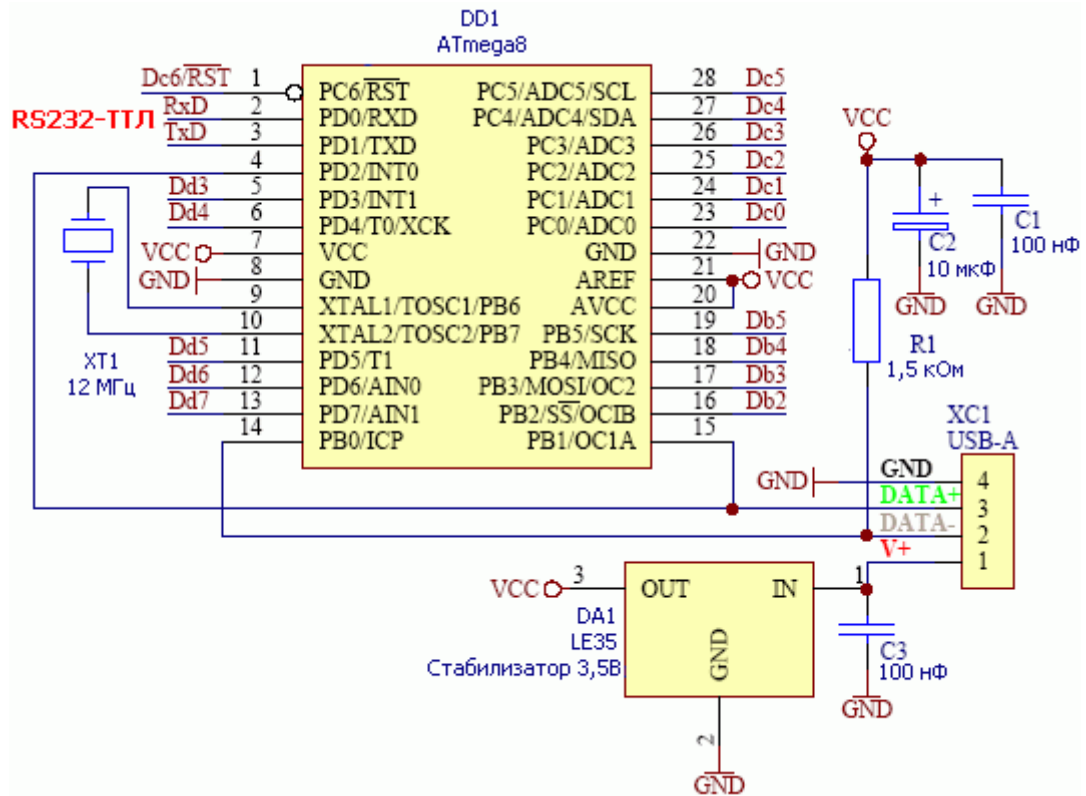 DD1
ATmega8
Dc6/RST 1 PC6/RST PC5/ADC5/SCL 28 Dc5
RS232-ТТЛ
RxD 2 PD0/RXD PC4/ADC4/SDA 27 Dc4
TxD 3 PD1/TXD PC3/ADC3 26 Dc3
4 PD2/INT0 PC2/ADC2 25 Dc2
Dd3 5 PD3/INT1 PC1/ADC1 24 Dc1
Dd4 6 PD4/T0/XCK PC0/ADC0 23 Dc0
VCC 7 VCC GND 22 GND
GND 8 GND AREF 21 VCC
9 XTAL1/TOSC1/PB6 AVCC 20
10 XTAL2/TOSC2/PB7 PB5/SCK 19 Db5
Dd5 11 PD5/T1 PB4/MISO 18 Db4
Dd6 12 PD6/AIN0 PB3/MOSI/OC2 17 Db3
Dd7 13 PD7/AIN1 PB2/SS/OCIB 16 Db2
14 PB0/ICP PB1/OC1A 15
XT1
12 МГц
VCC
+
C2
10 мкФ
GND
C1
100 нФ
GND
R1
1,5 кОм
XC1
USB-A
GND GND 4
DATA+ 3
DATA- 2
V+ 1
VCC 3 OUT IN 1
GND
DA1
LE35
Стабилизатор 3,5В
2
GND
C3
100 нФ
GND